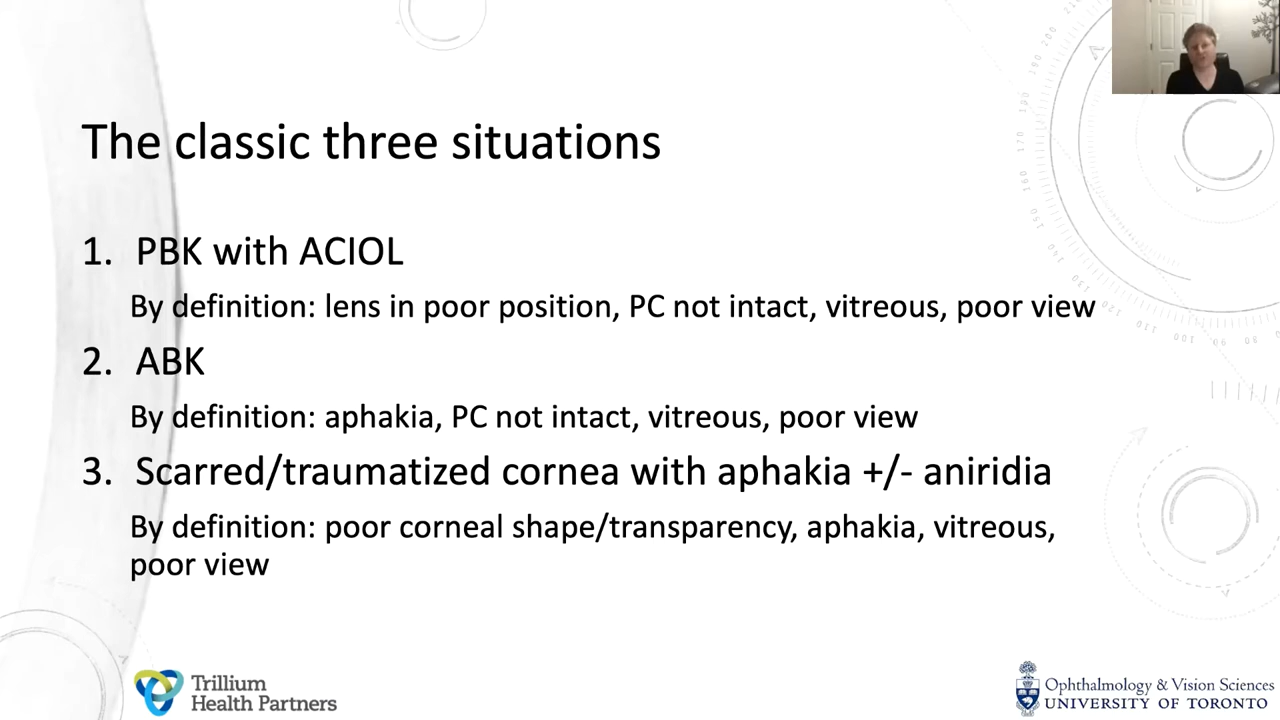 The classic three situations
1. PBK with ACIOL
By definition: lens in poor position, PC not intact, vitreous, poor view
2. ABK
By definition: aphakia, PC not intact, vitreous, poor view
3. Scarred/traumatized cornea with aphakia +/- aniridia
By definition: poor corneal shape/transparency, aphakia, vitreous,
poor view
Trillium
Health Partners
Ophthalmology & Vision Sciences
UNIVERSITY OF TORONTO